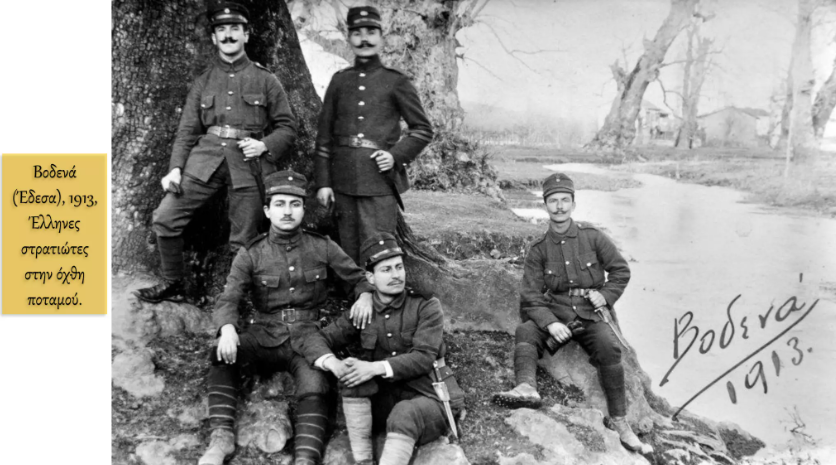 Βοδενά
(Έδεσα), 1913,
Έλληνες
στρατιώτες
στην όχθη
ποταμού.
Βοδενά
1913.